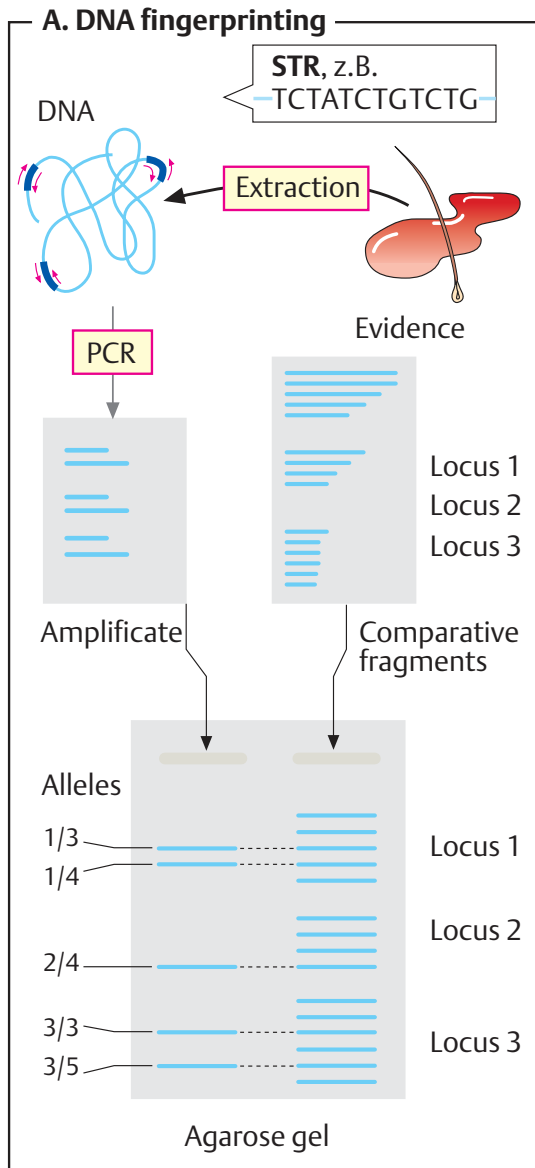 A. DNA fingerprinting
STR, z.B.
TCTATCTGTCTG
DNA
Extraction
Evidence
PCR
Locus 1
Locus 2
Locus 3
Amplificate
Comparative
fragments
Alleles
1/3
1/4
Locus 1
Locus 2
2/4
3/3
3/5
Locus 3
Agarose gel